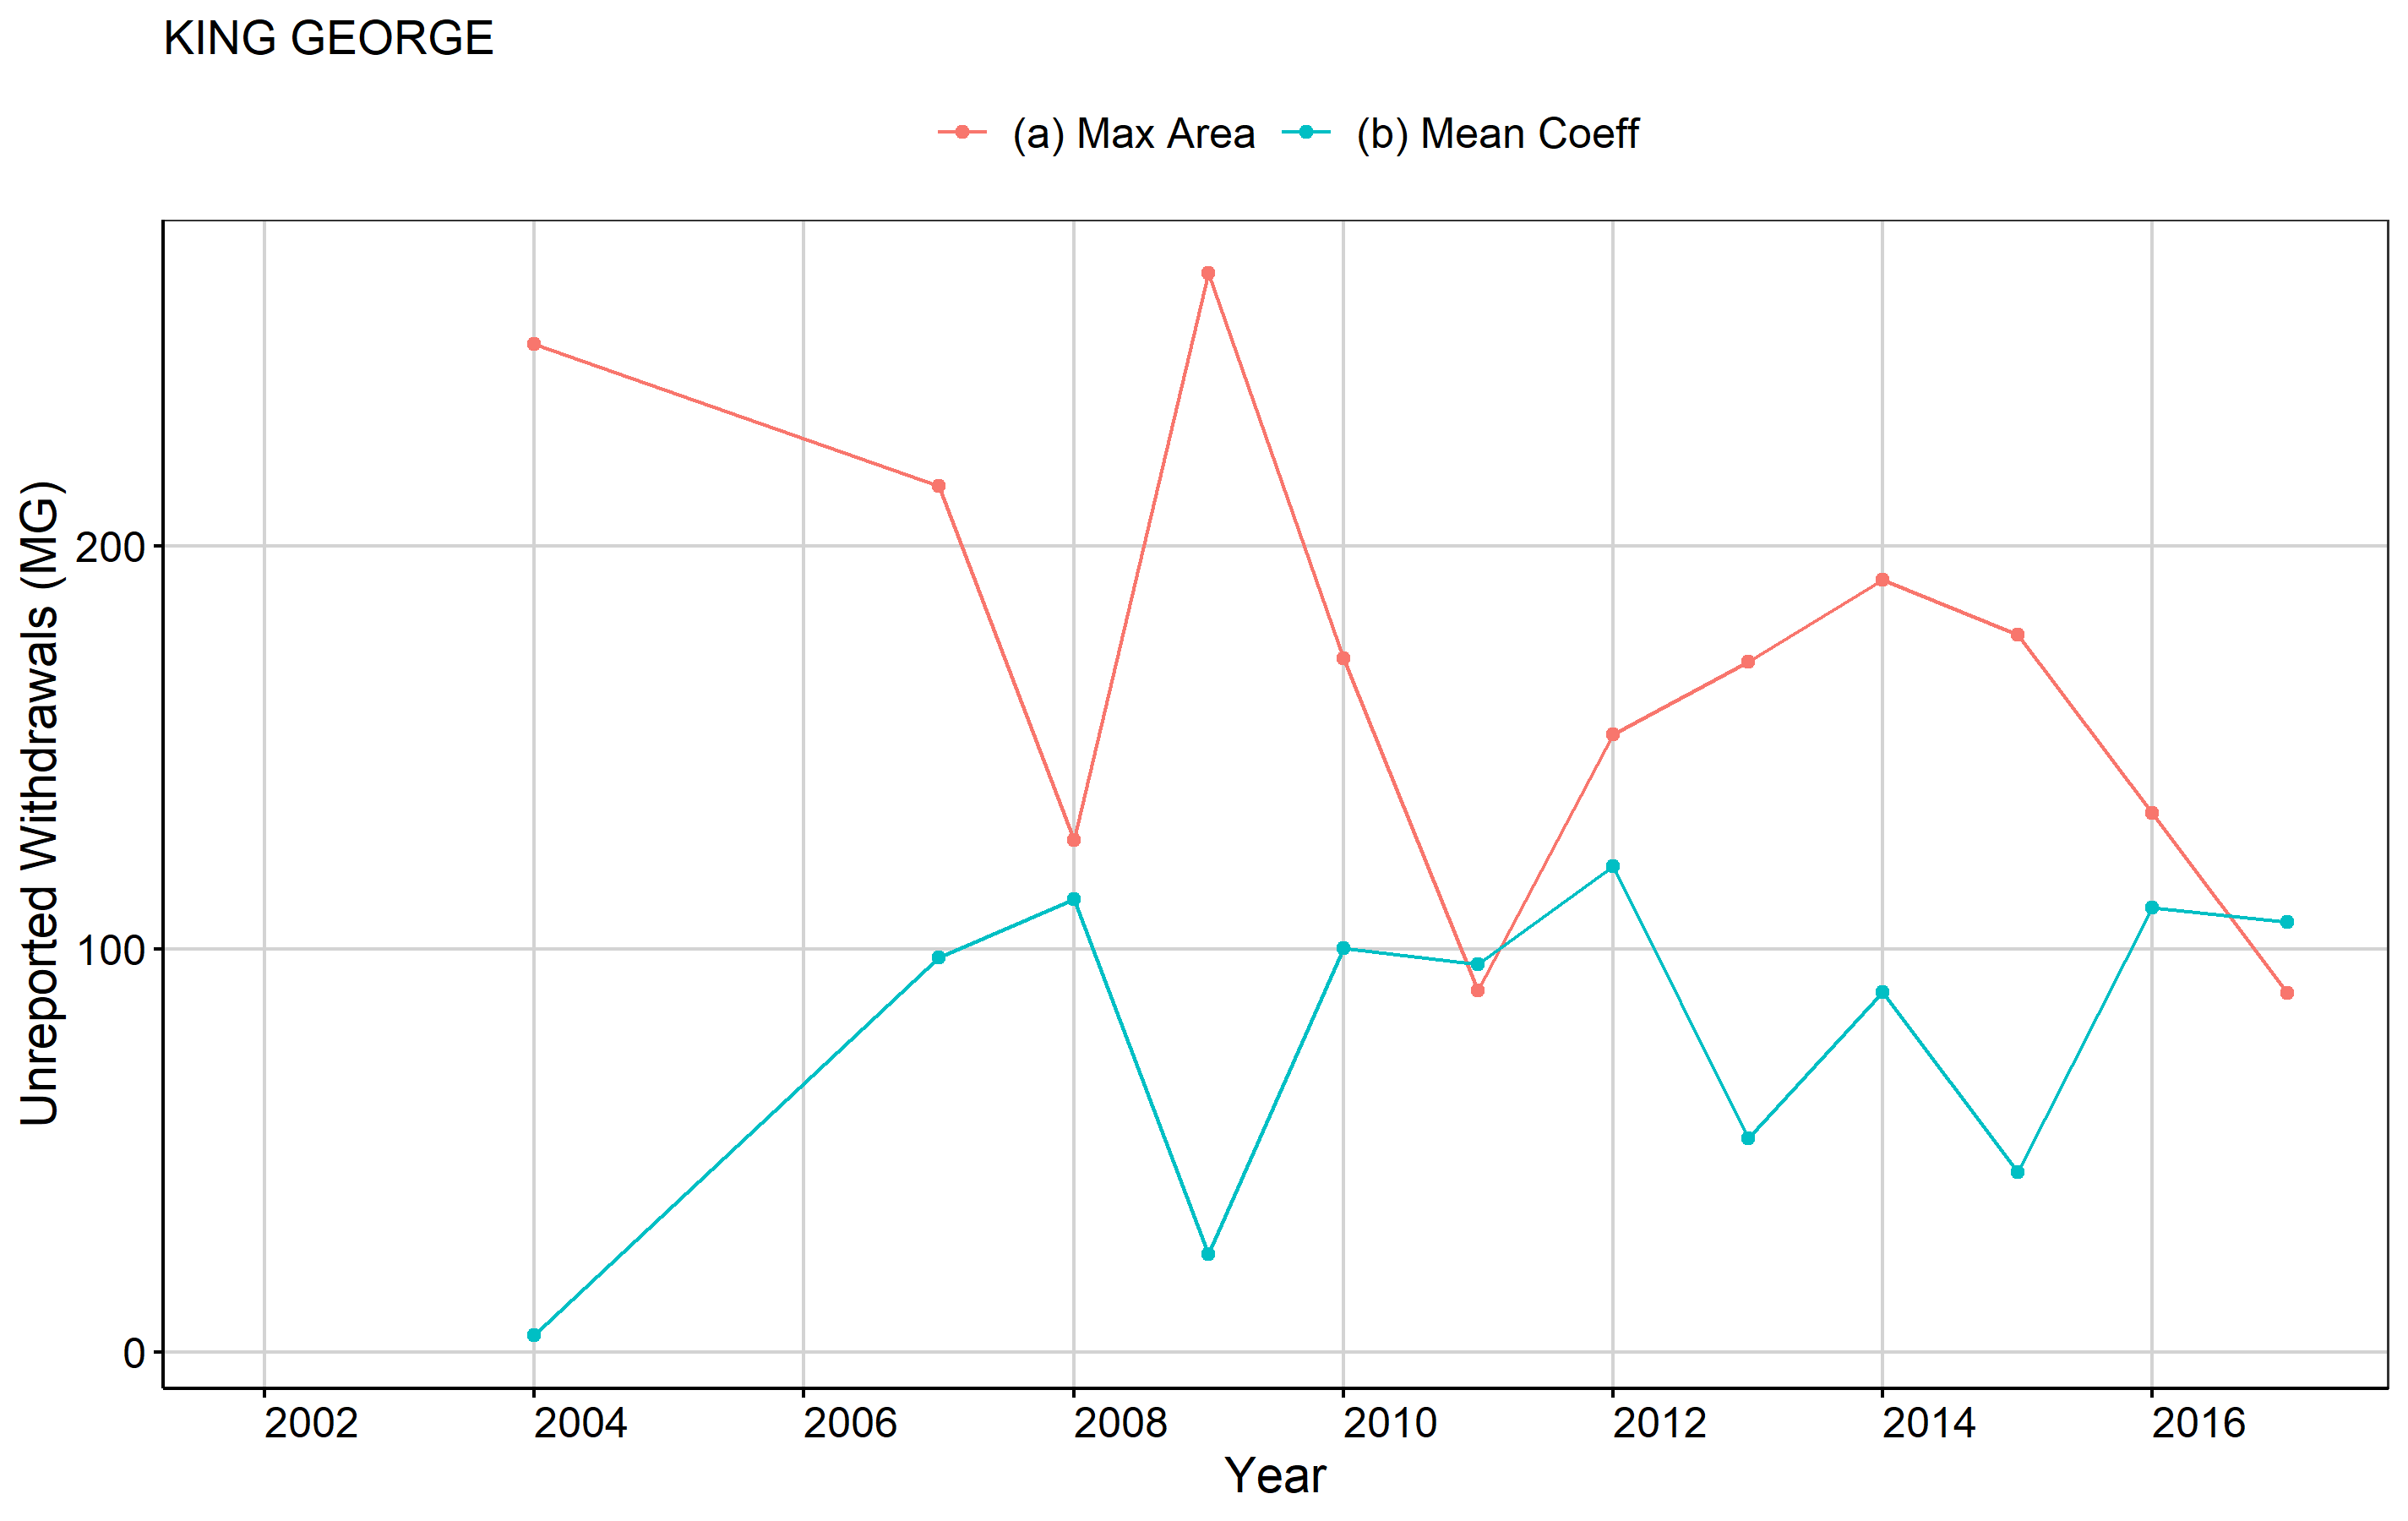 KING GEORGE
(a) Max Area (b) Mean Coeff
Unreported Withdrawals (MG)
200
100
0
2002 2004 2006 2008 2010 2012 2014 2016
Year